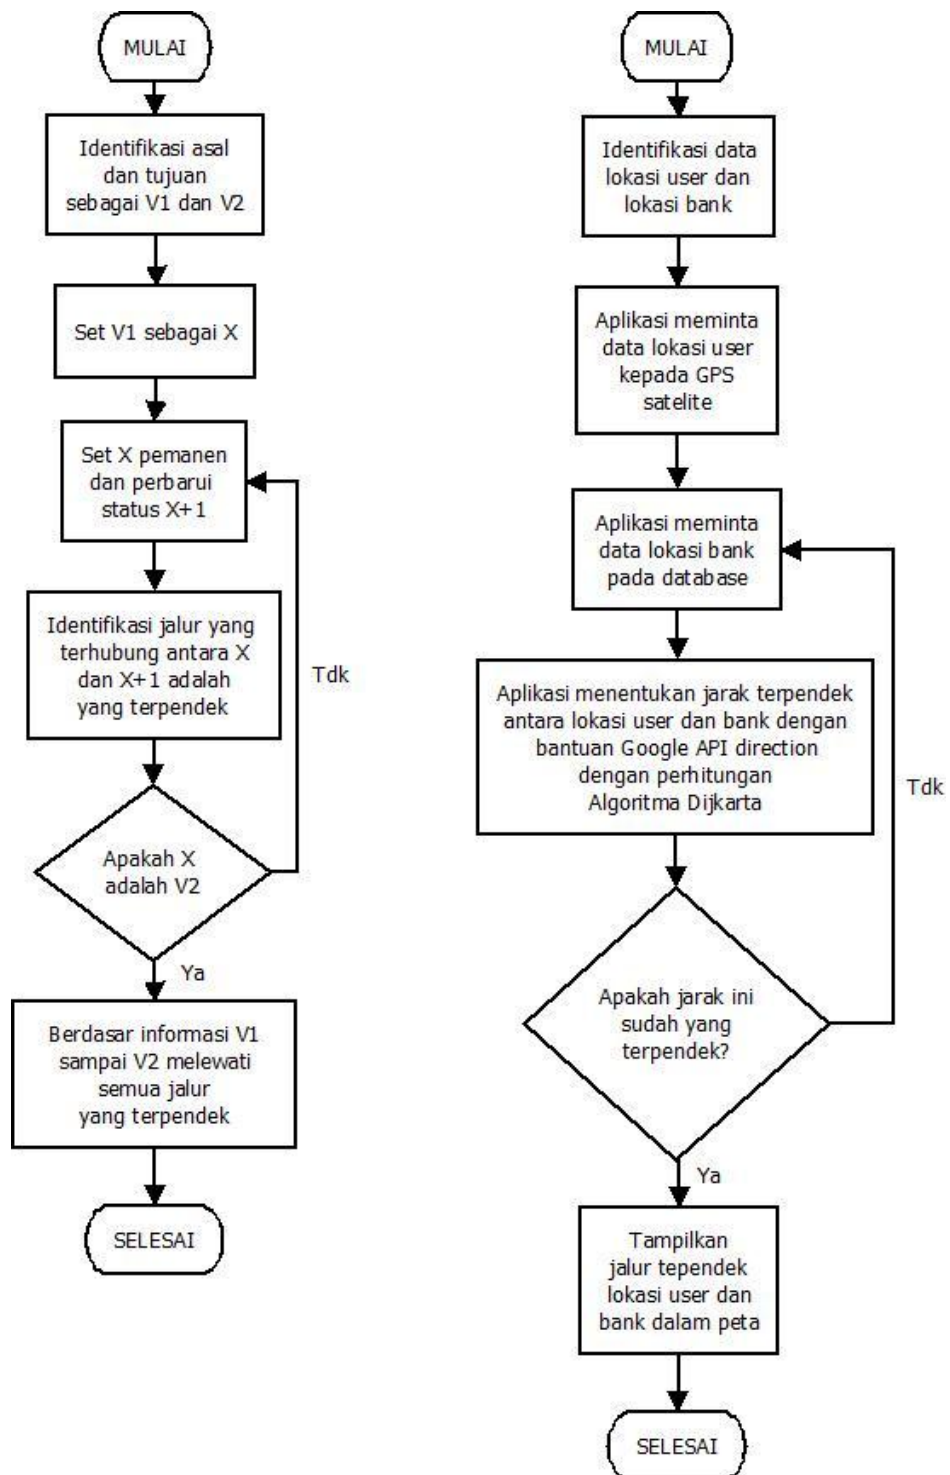 MULAI
Identifikasi asal
dan tujuan
sebagai V1 dan V2
Set V1 sebagai X
Set X pemanen
dan perbarui
status X+1
Identifikasi jalur yang
terhubung antara X
dan X+1 adalah
yang terpendek
Tdk
Apakah X
adalah V2
Ya
Berdasar informasi V1
sampai V2 melewati
semua jalur
yang terpendek
SELESAI
MULAI
Identifikasi data
lokasi user dan
lokasi bank
Aplikasi meminta
data lokasi user
kepada GPS
satelite
Aplikasi meminta
data lokasi bank
pada database
Aplikasi menentukan jarak terpendek
antara lokasi user dan bank dengan
bantuan Google API direction
dengan perhitungan
Algoritma Dijkarta
Tdk
Apakah jarak ini
sudah yang
terpendek?
Ya
Tampilkan
jalur tependek
lokasi user dan
bank dalam peta
SELESAI